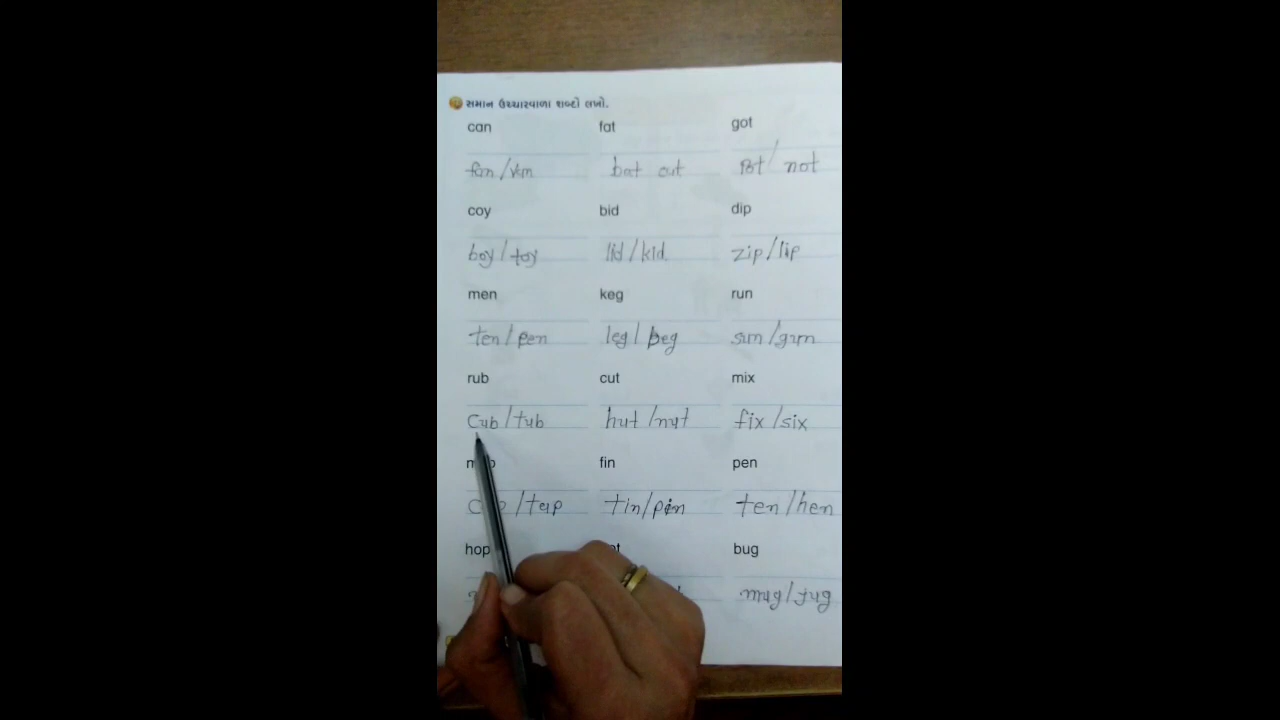 સમાન ઉચ્ચારવાળા શબ્દો લખો.
can fat got
fan / van bat cat Pot / not
coy bid dip
boy / toy lid / kid. zip / lip
men keg run
ten / pen leg / beg sun / gun
rub cut mix
Cub / tub hut / nut fix / six
fin pen
/ tap tin / pin ten / hen
hop bug
mug / jug